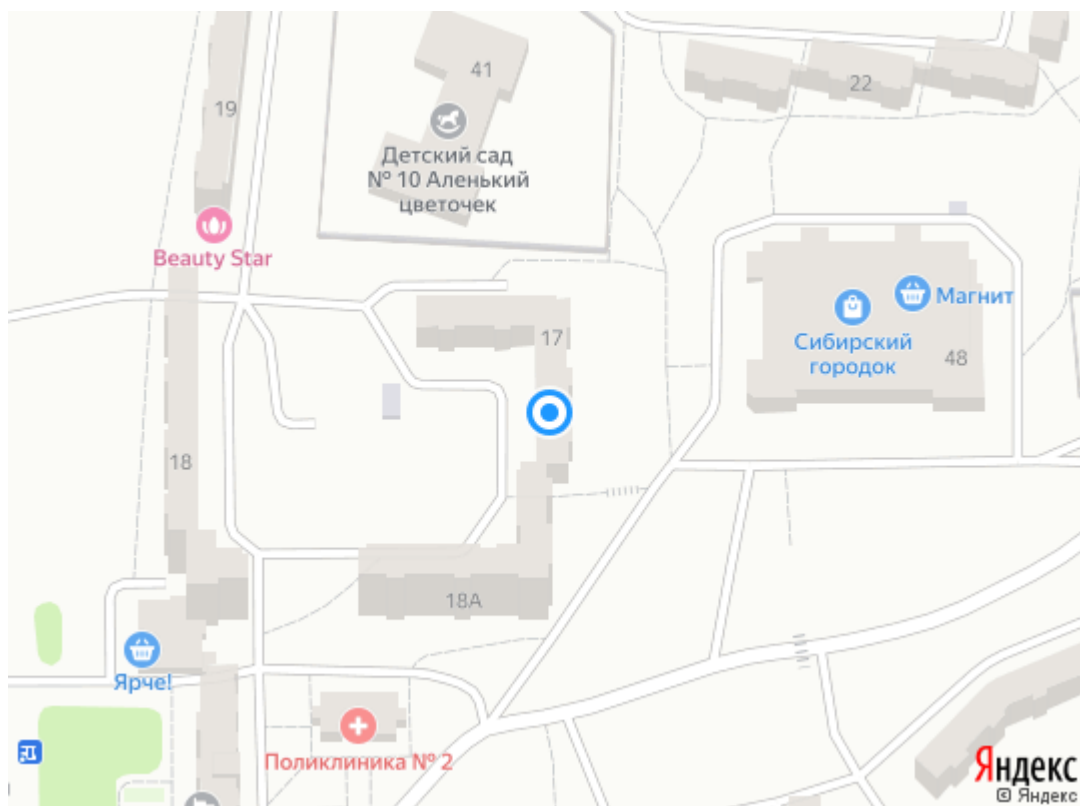 41
22
19
Детский сад
№ 10 Аленький
цветочек
Beauty Star
Магнит
17
Сибирский
городок
48
18
18А
Ярче!
Поликлиника № 2
Яндекс
© Яндекс